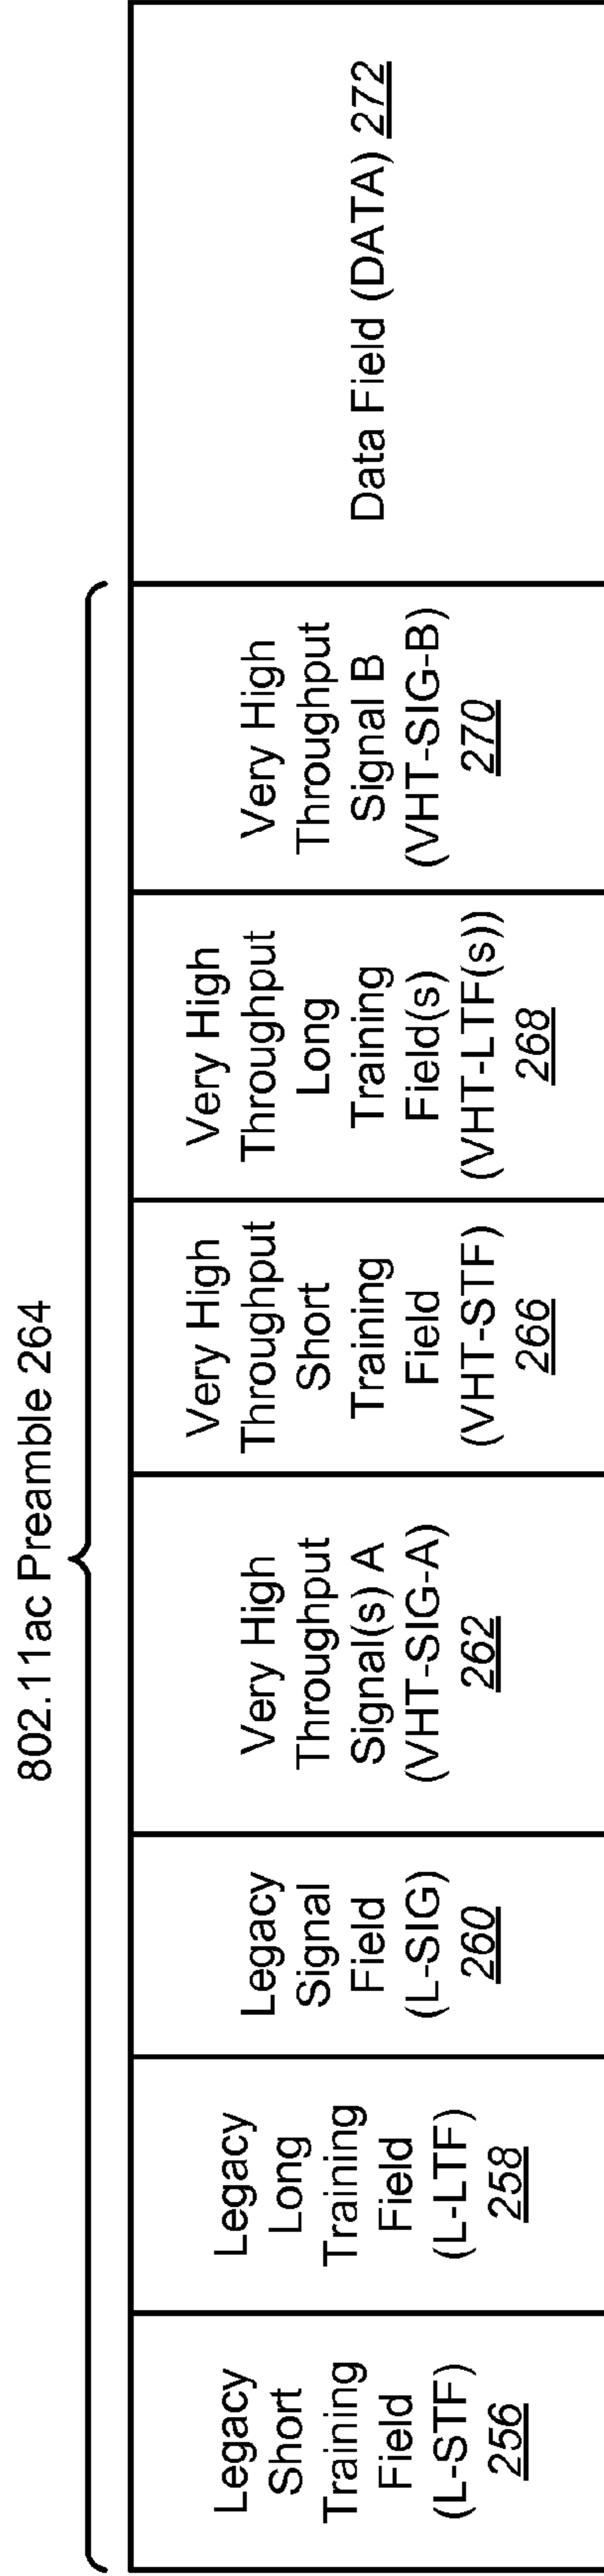 802.11ac Preamble 264
Legacy
Short
Training
Field
(L-STF)
256
Legacy
Long
Training
Field
(L-LTF)
258
Legacy
Signal
Field
(L-SIG)
260
Very High
Throughput
Signal(s) A
(VHT-SIG-A)
262
Very High
Throughput
Short
Training
Field
(VHT-STF)
266
Very High
Throughput
Long
Training
Field(s)
(VHT-LTF(s))
268
Very High
Throughput
Signal B
(VHT-SIG-B)
270
Data Field (DATA) 272